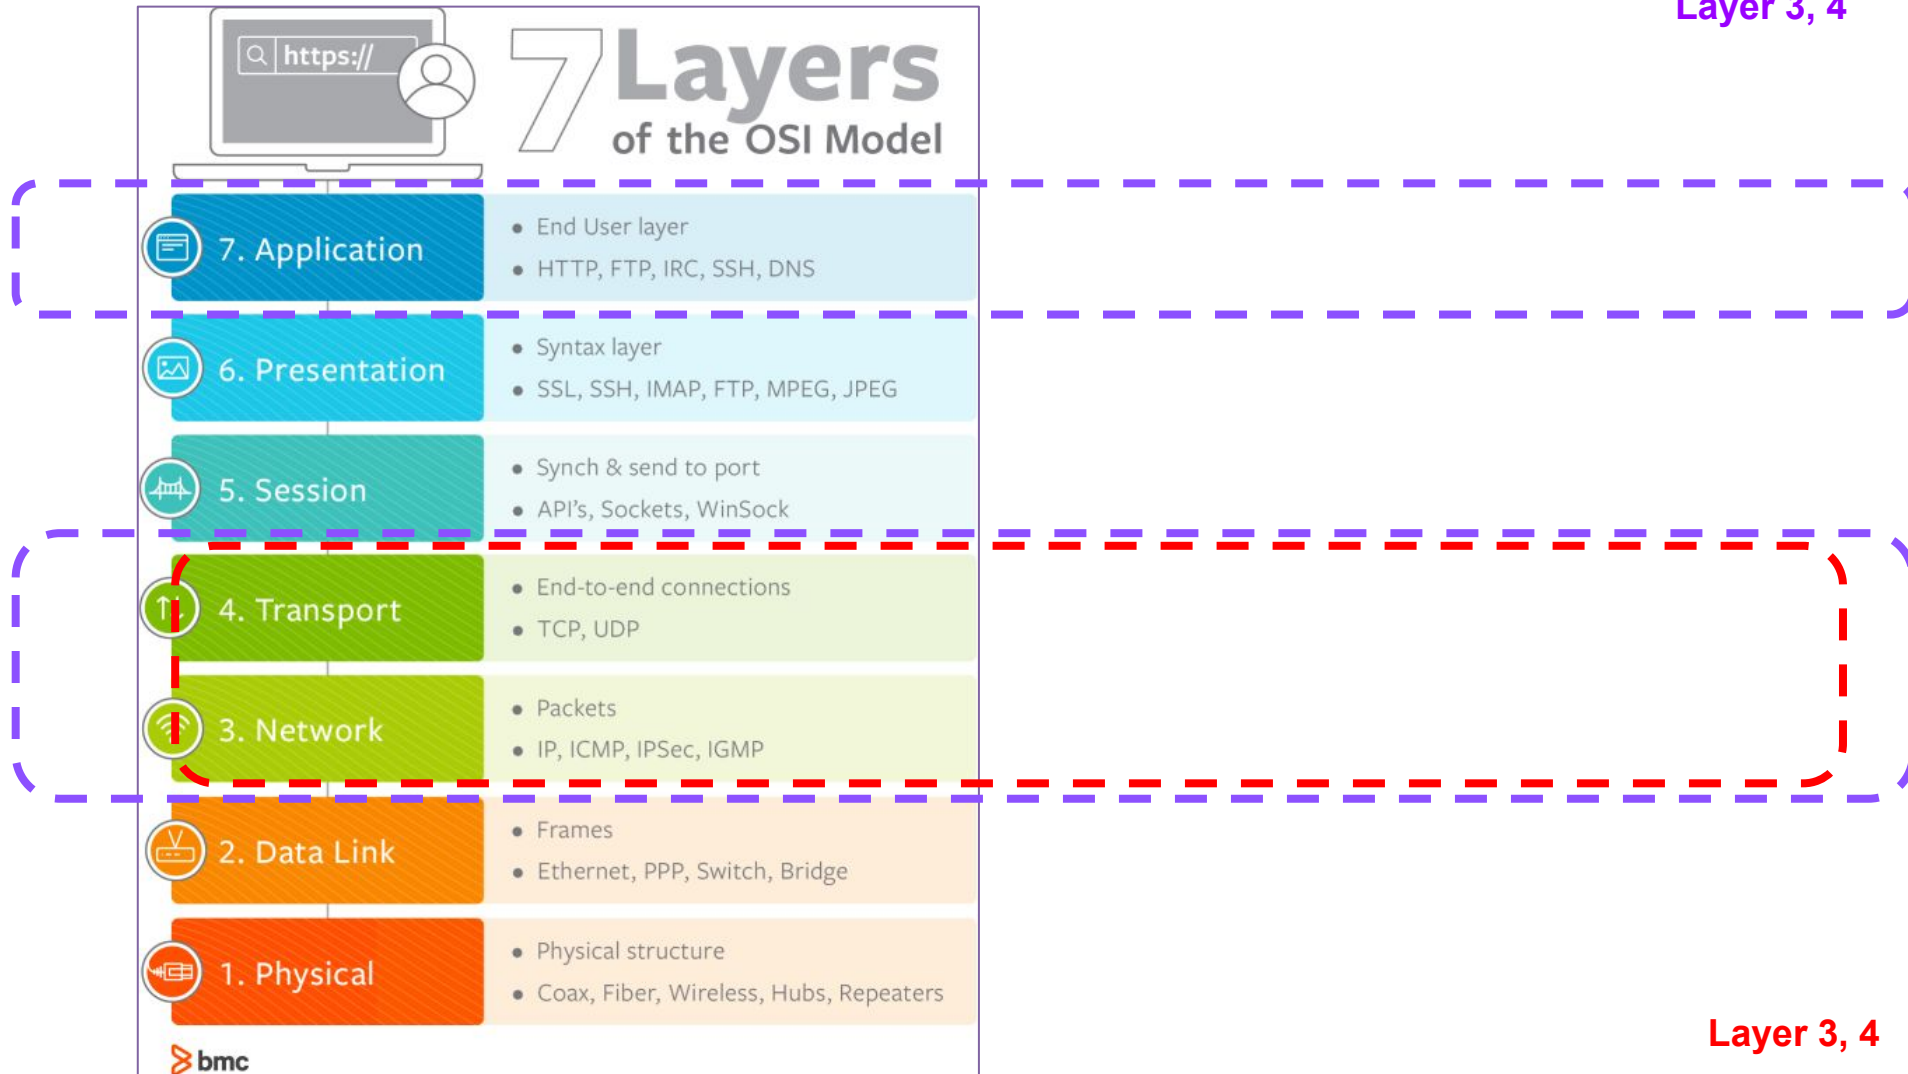 Layer 3, 4
https://
7 Layers
of the OSI Model
7. Application
• End User layer
• HTTP, FTP, IRC, SSH, DNS
6. Presentation
• Syntax layer
• SSL, SSH, IMAP, FTP, MPEG, JPEG
5. Session
• Synch & send to port
• API's, Sockets, WinSock
4. Transport
• End-to-end connections
• TCP, UDP
3. Network
• Packets
• IP, ICMP, IPSec, IGMP
2. Data Link
• Frames
• Ethernet, PPP, Switch, Bridge
1. Physical
• Physical structure
• Coax, Fiber, Wireless, Hubs, Repeaters
Layer 3, 4
bmc